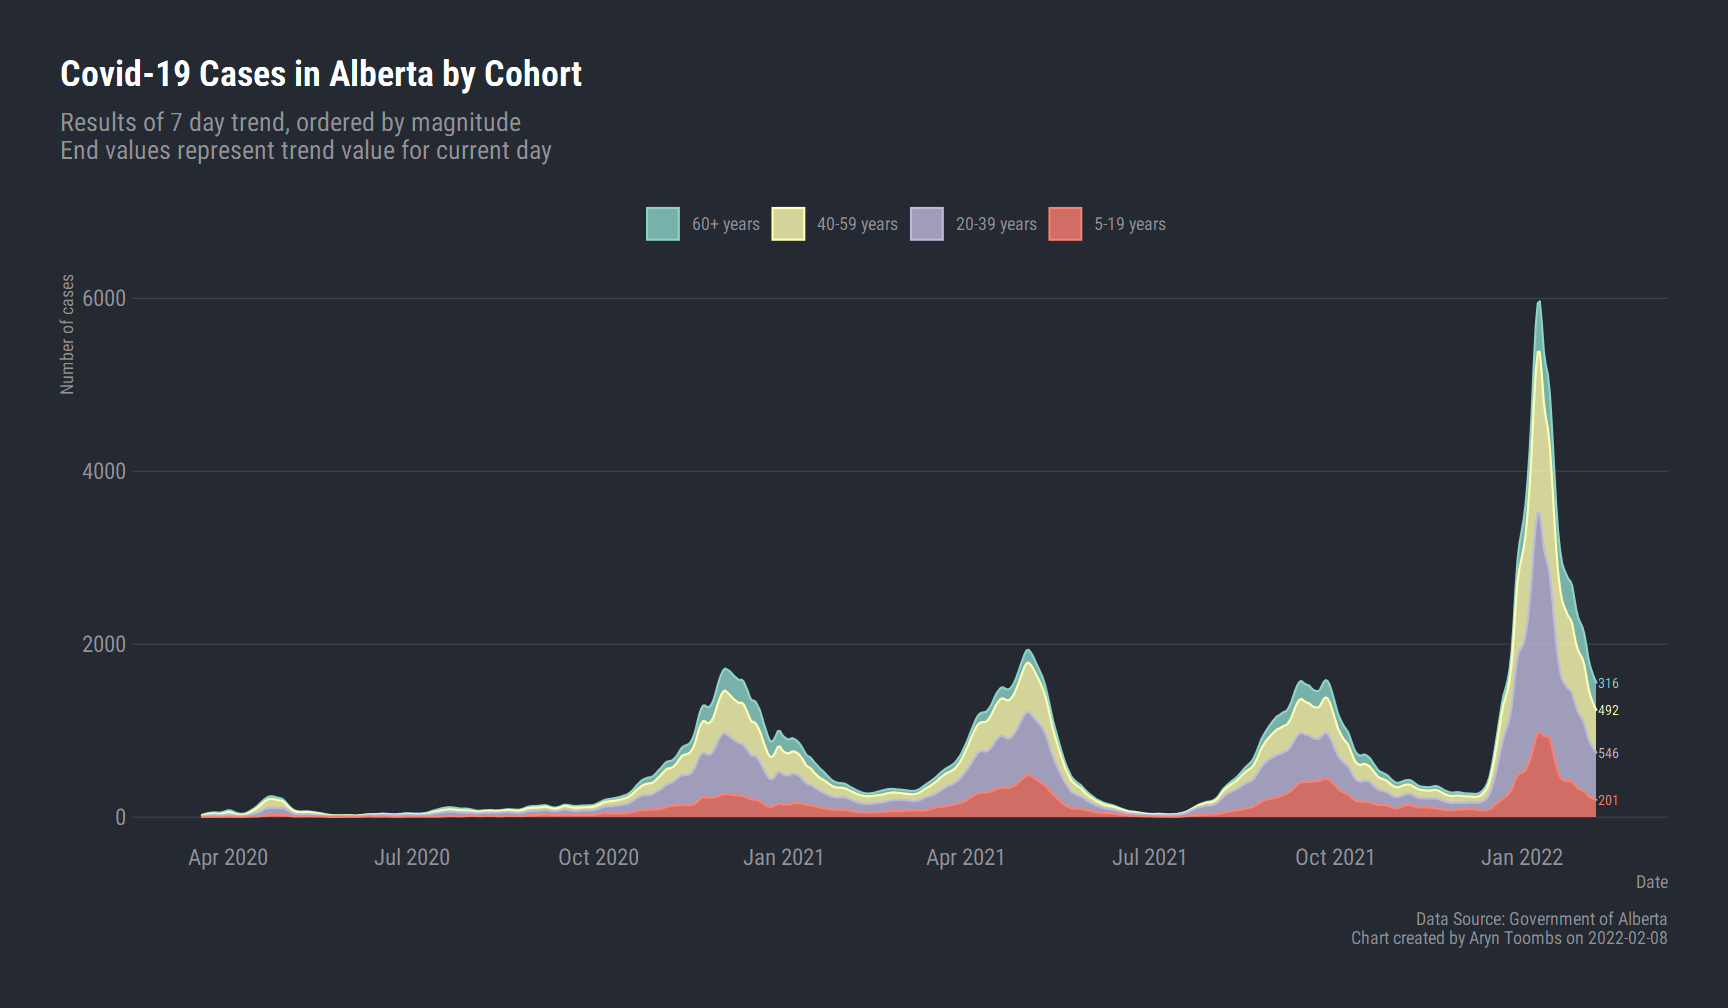 Covid-19 Cases in Alberta by Cohort
Results of 7 day trend, ordered by magnitude
End values represent trend value for current day
60+ years
40-59 years
20-39 years
5-19 years
Number of cases
6000
4000
2000
0
316
492
546
201
Apr 2020
Jul 2020
Oct 2020
Jan 2021
Apr 2021
Jul 2021
Oct 2021
Jan 2022
Date
Data Source: Government of Alberta
Chart created by Aryn Toombs on 2022-02-08